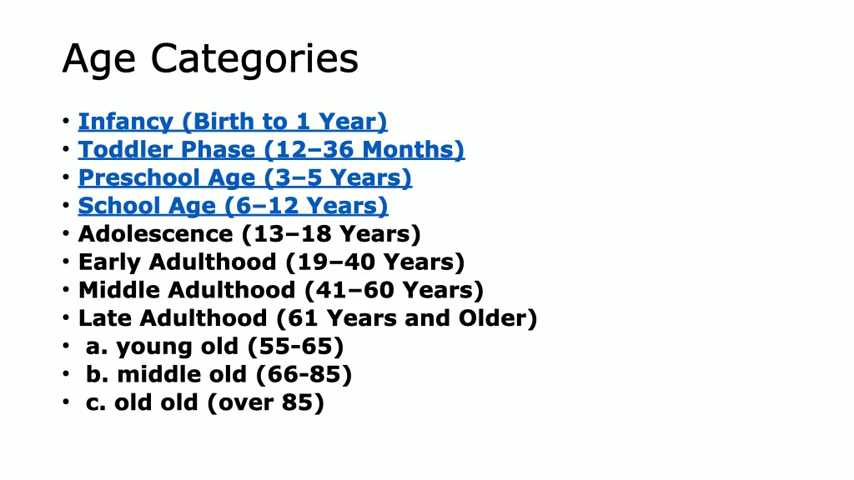 Age Categories
• Infancy (Birth to 1 Year)
• Toddler Phase (12–36 Months)
• Preschool Age (3–5 Years)
• School Age (6–12 Years)
• Adolescence (13–18 Years)
• Early Adulthood (19–40 Years)
• Middle Adulthood (41–60 Years)
• Late Adulthood (61 Years and Older)
• a. young old (55-65)
• b. middle old (66-85)
• c. old old (over 85)